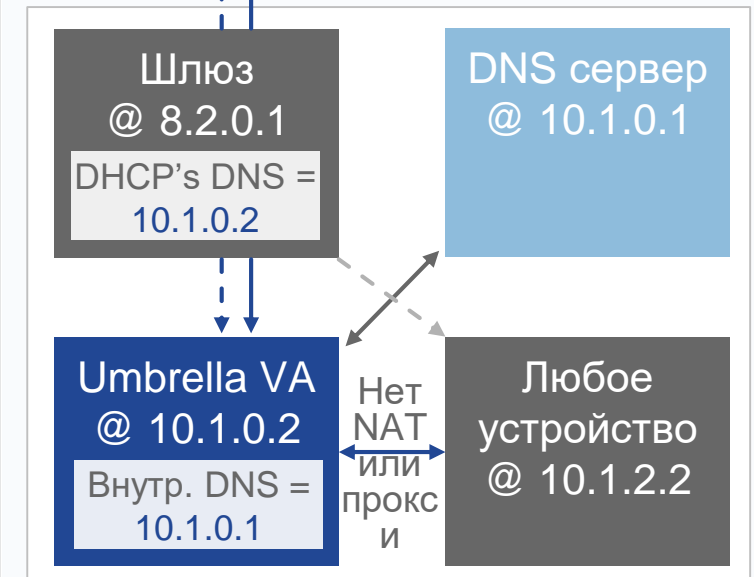 Шлюз
@ 8.2.0.1
DHCP’s DNS =
10.1.0.2
DNS сервер
@ 10.1.0.1
Umbrella VA
@ 10.1.0.2
Внутр. DNS =
10.1.0.1
Нет
NAT
или
прокс
и
Любое
устройство
@ 10.1.2.2